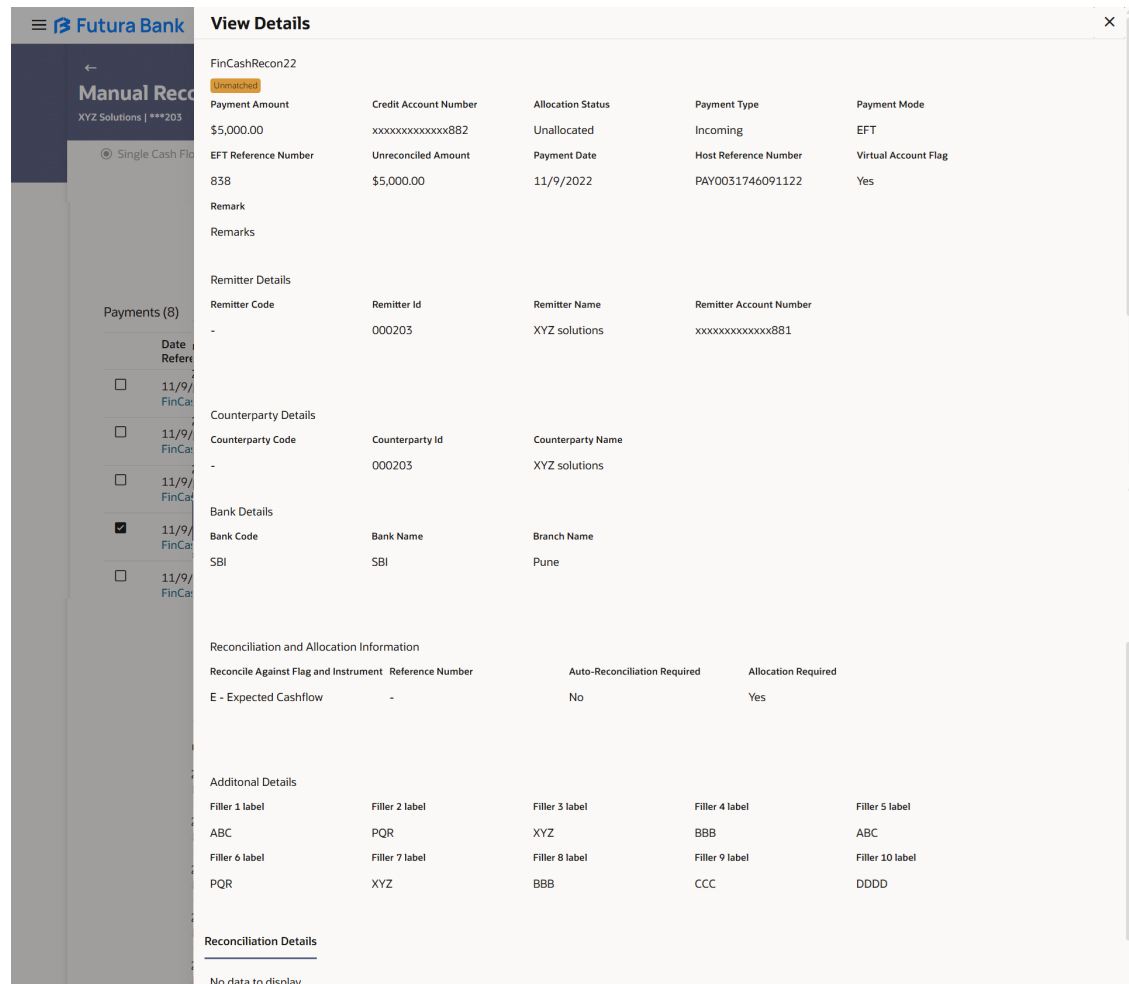 Futura Bank
View Details
Manual Reco
XYZ Solutions | ***203
Single Cash Flo
Payments (8)
Date
Refere
11/9/
FinCas
11/9/
FinCas
11/9/
FinCas
11/9/
FinCas
11/9/
FinCas
FinCashRecon22
Unmatched
Payment Amount Credit Account Number Allocation Status Payment Type Payment Mode
$5,000.00 xxxxxxxxxxxxx882 Unallocated Incoming EFT
EFT Reference Number Unreconciled Amount Payment Date Host Reference Number Virtual Account Flag
838 $5,000.00 11/9/2022 PAY0031746091122 Yes
Remark
Remarks
Remitter Details
Remitter Code Remitter Id Remitter Name Remitter Account Number
- 000203 XYZ solutions xxxxxxxxxxxxx881
Counterparty Details
Counterparty Code Counterparty Id Counterparty Name
- 000203 XYZ solutions
Bank Details
Bank Code Bank Name Branch Name
SBI SBI Pune
Reconciliation and Allocation Information
Reconcile Against Flag and Instrument Reference Number Auto-Reconciliation Required Allocation Required
E - Expected Cashflow - No Yes
Additonal Details
Filler 1 label Filler 2 label Filler 3 label Filler 4 label Filler 5 label
ABC PQR XYZ BBB ABC
Filler 6 label Filler 7 label Filler 8 label Filler 9 label Filler 10 label
PQR XYZ BBB CCC DDDD
Reconciliation Details
No data to display